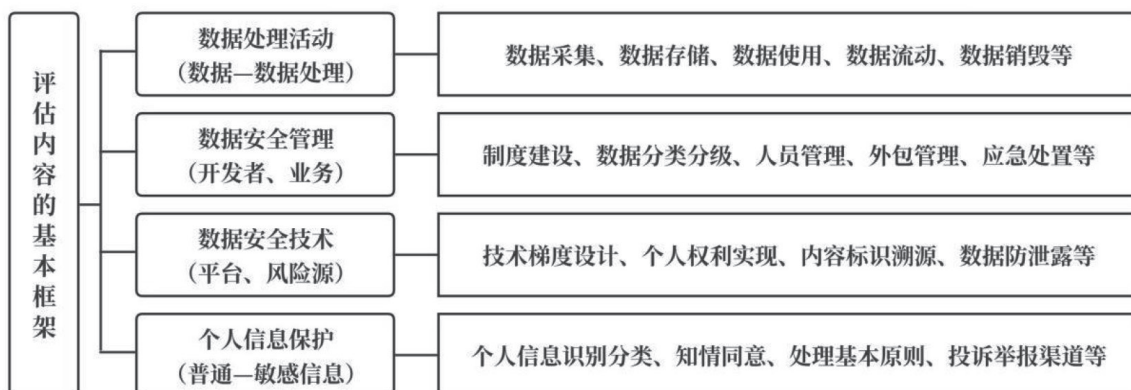 评估内容的基本框架
数据处理活动
(数据—数据处理)
数据采集、数据存储、数据使用、数据流动、数据销毁等
数据安全管理
(开发者、业务)
制度建设、数据分类分级、人员管理、外包管理、应急处置等
数据安全技术
(平台、风险源)
技术梯度设计、个人权利实现、内容标识溯源、数据防泄露等
个人信息保护
(普通—敏感信息)
个人信息识别分类、知情同意、处理基本原则、投诉举报渠道等